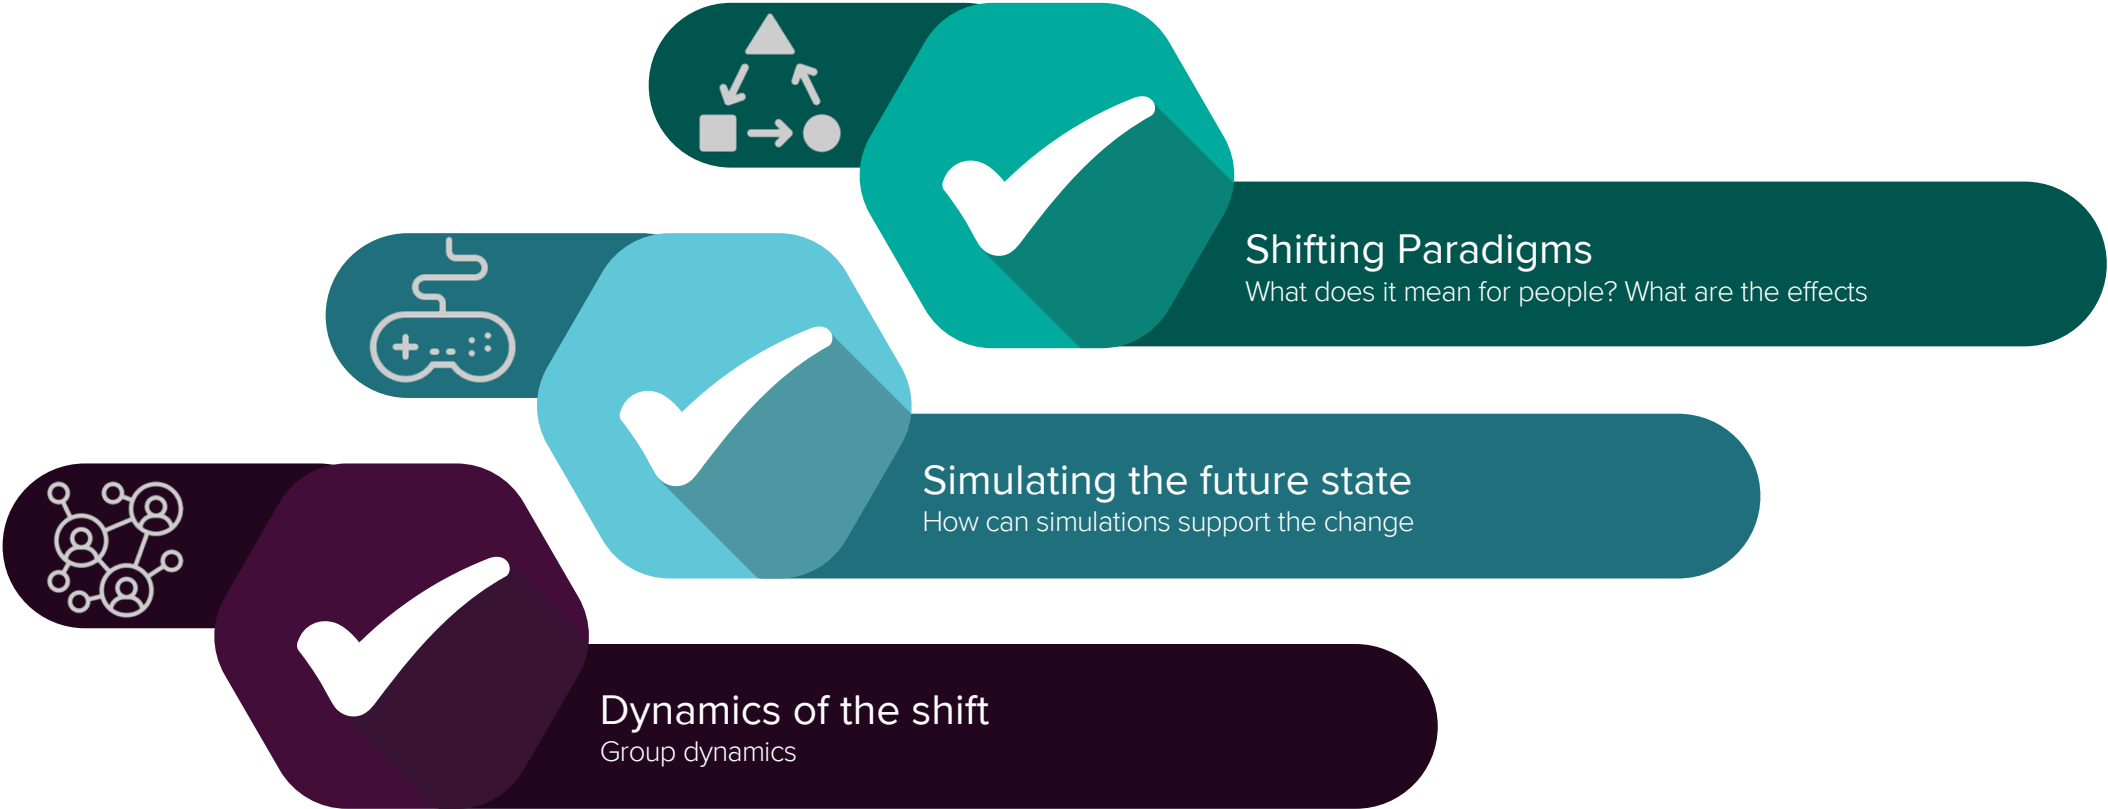 Shifting Paradigms
What does it mean for people? What are the effects
Simulating the future state
How can simulations support the change
Dynamics of the shift
Group dynamics